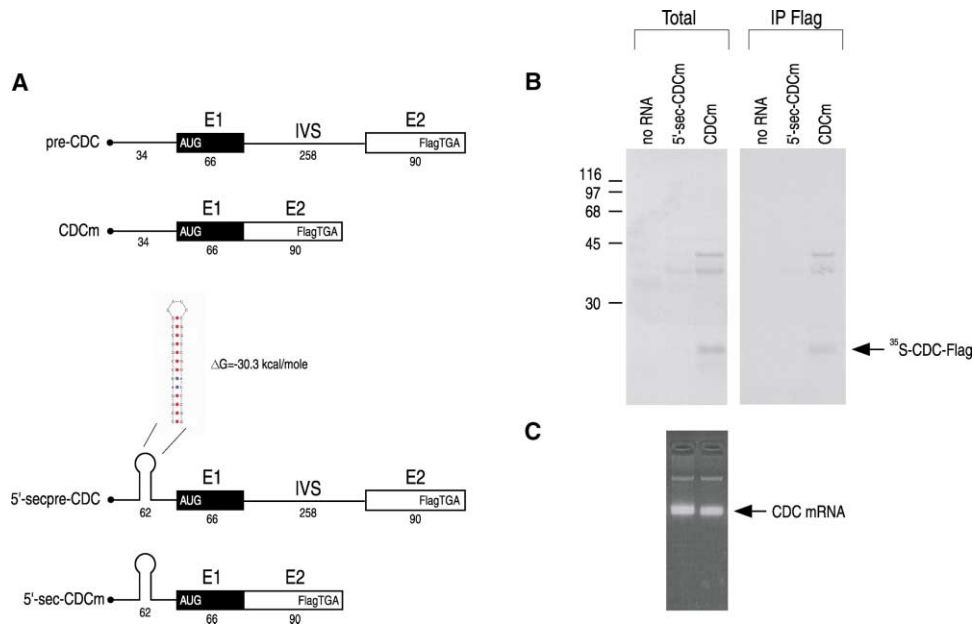 A
E1
IVS
E2
pre-CDC
AUG
FlagTGA
34
66
258
90
E1
E2
CDCm
AUG
FlagTGA
34
66
90
ΔG=-30.3 kcal/mole
E1
IVS
E2
5'-secpre-CDC
AUG
FlagTGA
62
66
258
90
E1
E2
5'-sec-CDCm
AUG
FlagTGA
62
66
90
B
Total
IP Flag
no RNA
5'-sec-CDCm
CDCm
no RNA
5'-sec-CDCm
CDCm
116
97
68
45
30
³⁵S-CDC-Flag
C
CDC mRNA